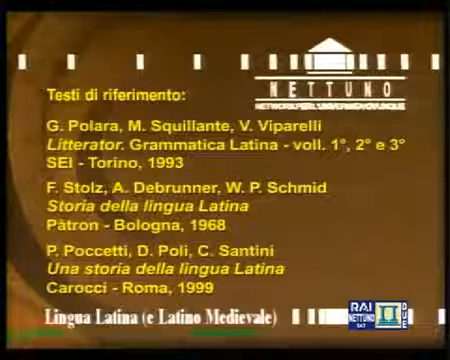 NETTUNO
Testi di riferimento:
G. Polara, M. Squillante, V. Viparelli
Litterator. Grammatica Latina - voll. 1°, 2° e 3°
SEI - Torino, 1993
F. Stolz, A. Debrunner, W. P. Schmid
Storia della lingua Latina
Pàtron - Bologna, 1968
P. Poccetti, D. Poli, C. Santini
Una storia della lingua Latina
Carocci - Roma, 1999
Lingua Latina (e Latino Medievale)
RAI
NETTUNO
SAT
DUE